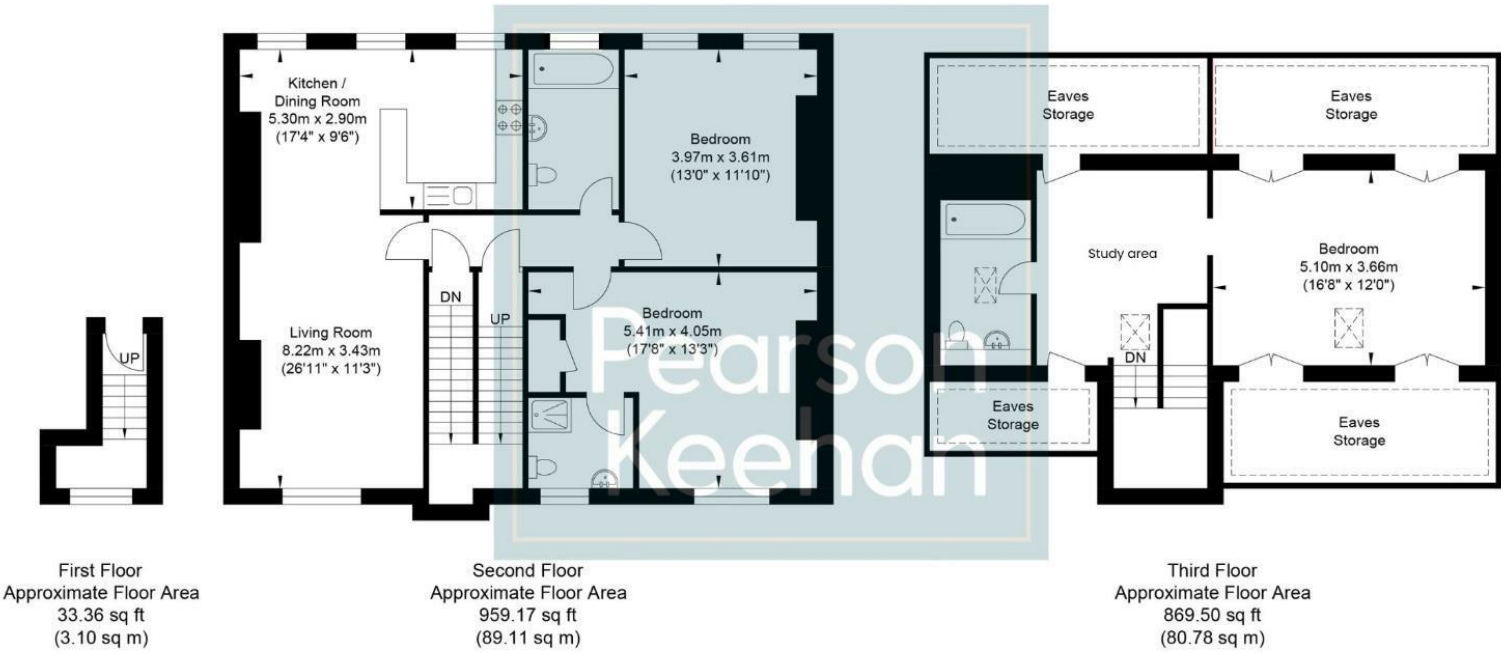 UP
First Floor
Approximate Floor Area
33.36 sq ft
(3.10 sq m)
Kitchen /
Dining Room
5.30m x 2.90m
(17'4" x 9'6")
Bedroom
3.97m x 3.61m
(13'0" x 11'10")
DN
UP
Living Room
8.22m x 3.43m
(26'11" x 11'3")
Bedroom
5.41m x 4.05m
(17'8" x 13'3")
Pearson
Keehan
Second Floor
Approximate Floor Area
959.17 sq ft
(89.11 sq m)
Eaves
Storage
Eaves
Storage
Study area
Bedroom
5.10m x 3.66m
(16'8" x 12'0")
DN
Eaves
Storage
Eaves
Storage
Third Floor
Approximate Floor Area
869.50 sq ft
(80.78 sq m)